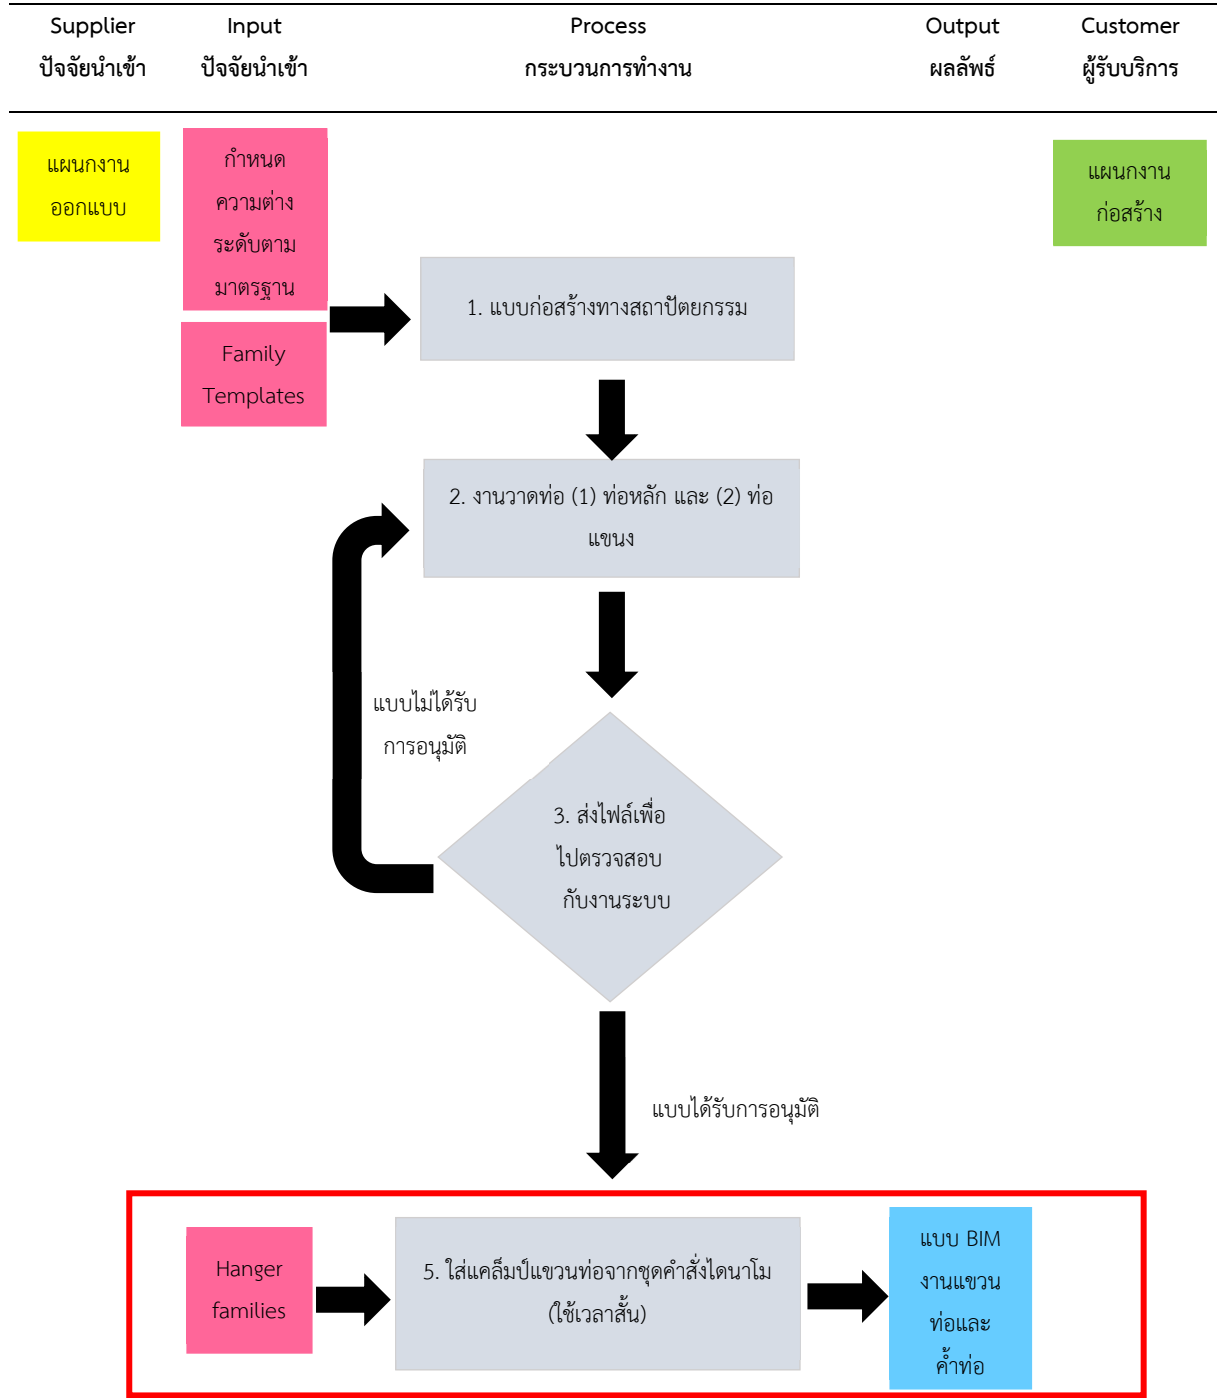 Supplier
ปัจจัยนำเข้า
Input
ปัจจัยนำเข้า
Process
กระบวนการทำงาน
Output
ผลลัพธ์
Customer
ผู้รับบริการ
แผนกงาน
ออกแบบ
กำหนด
ความต่าง
ระดับตาม
มาตรฐาน
Family
Templates
แผนกงาน
ก่อสร้าง
1. แบบก่อสร้างทางสถาปัตยกรรม
2. งานวาดท่อ (1) ท่อหลัก และ (2) ท่อ
แขนง
แบบไม่ได้รับ
การอนุมัติ
3. ส่งไฟล์เพื่อ
ไปตรวจสอบ
กับงานระบบ
แบบได้รับการอนุมัติ
Hanger
families
5. ใส่แคล็มป์แขวนท่อจากชุดคำสั่งไดนาโม
(ใช้เวลาสั้น)
แบบ BIM
งานแขวน
ท่อและ
ค้ำท่อ